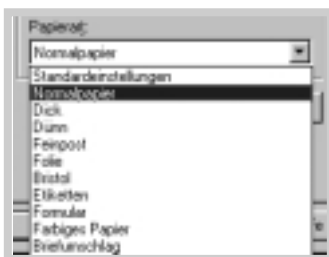 Papierart:
Normalpapier
Standardeinstellungen
Normalpapier
Dick
Dünn
Feinpost
Folie
Bristol
Etiketten
Formular
Farbiges Papier
Briefumschlag